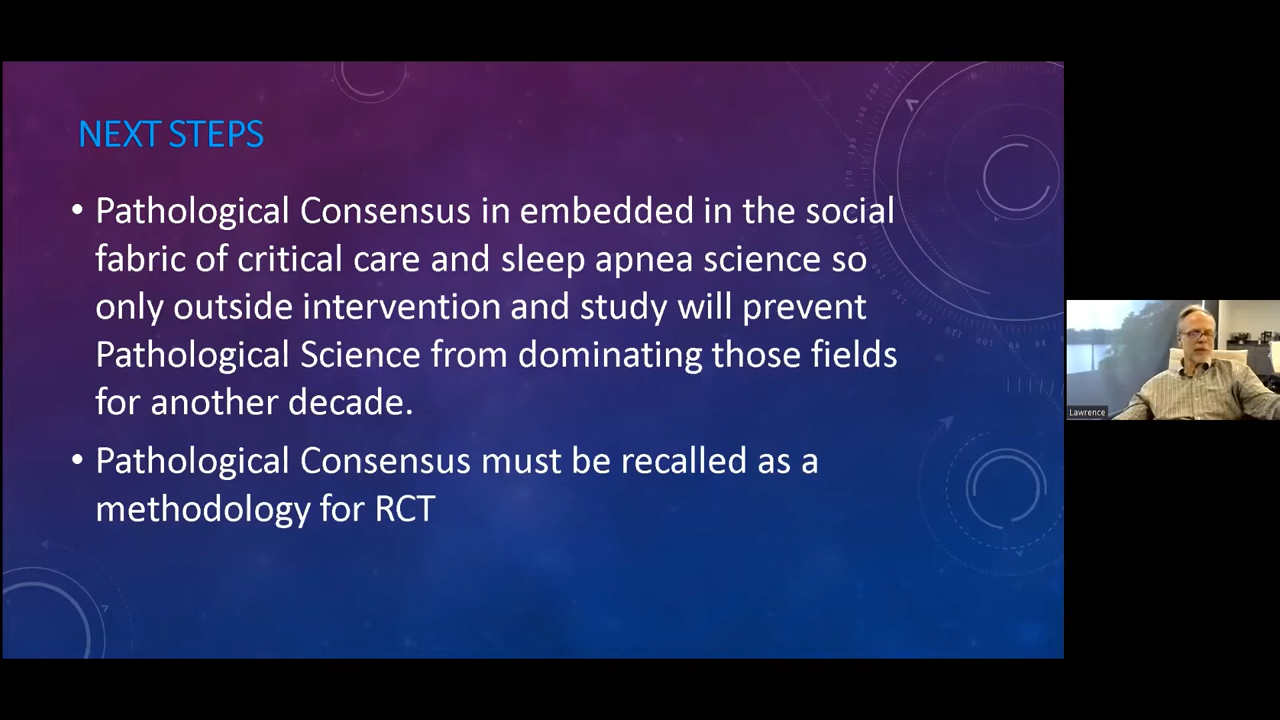 NEXT STEPS
• Pathological Consensus in embedded in the social
fabric of critical care and sleep apnea science so
only outside intervention and study will prevent
Pathological Science from dominating those fields
for another decade.
• Pathological Consensus must be recalled as a
methodology for RCT
Lawrence